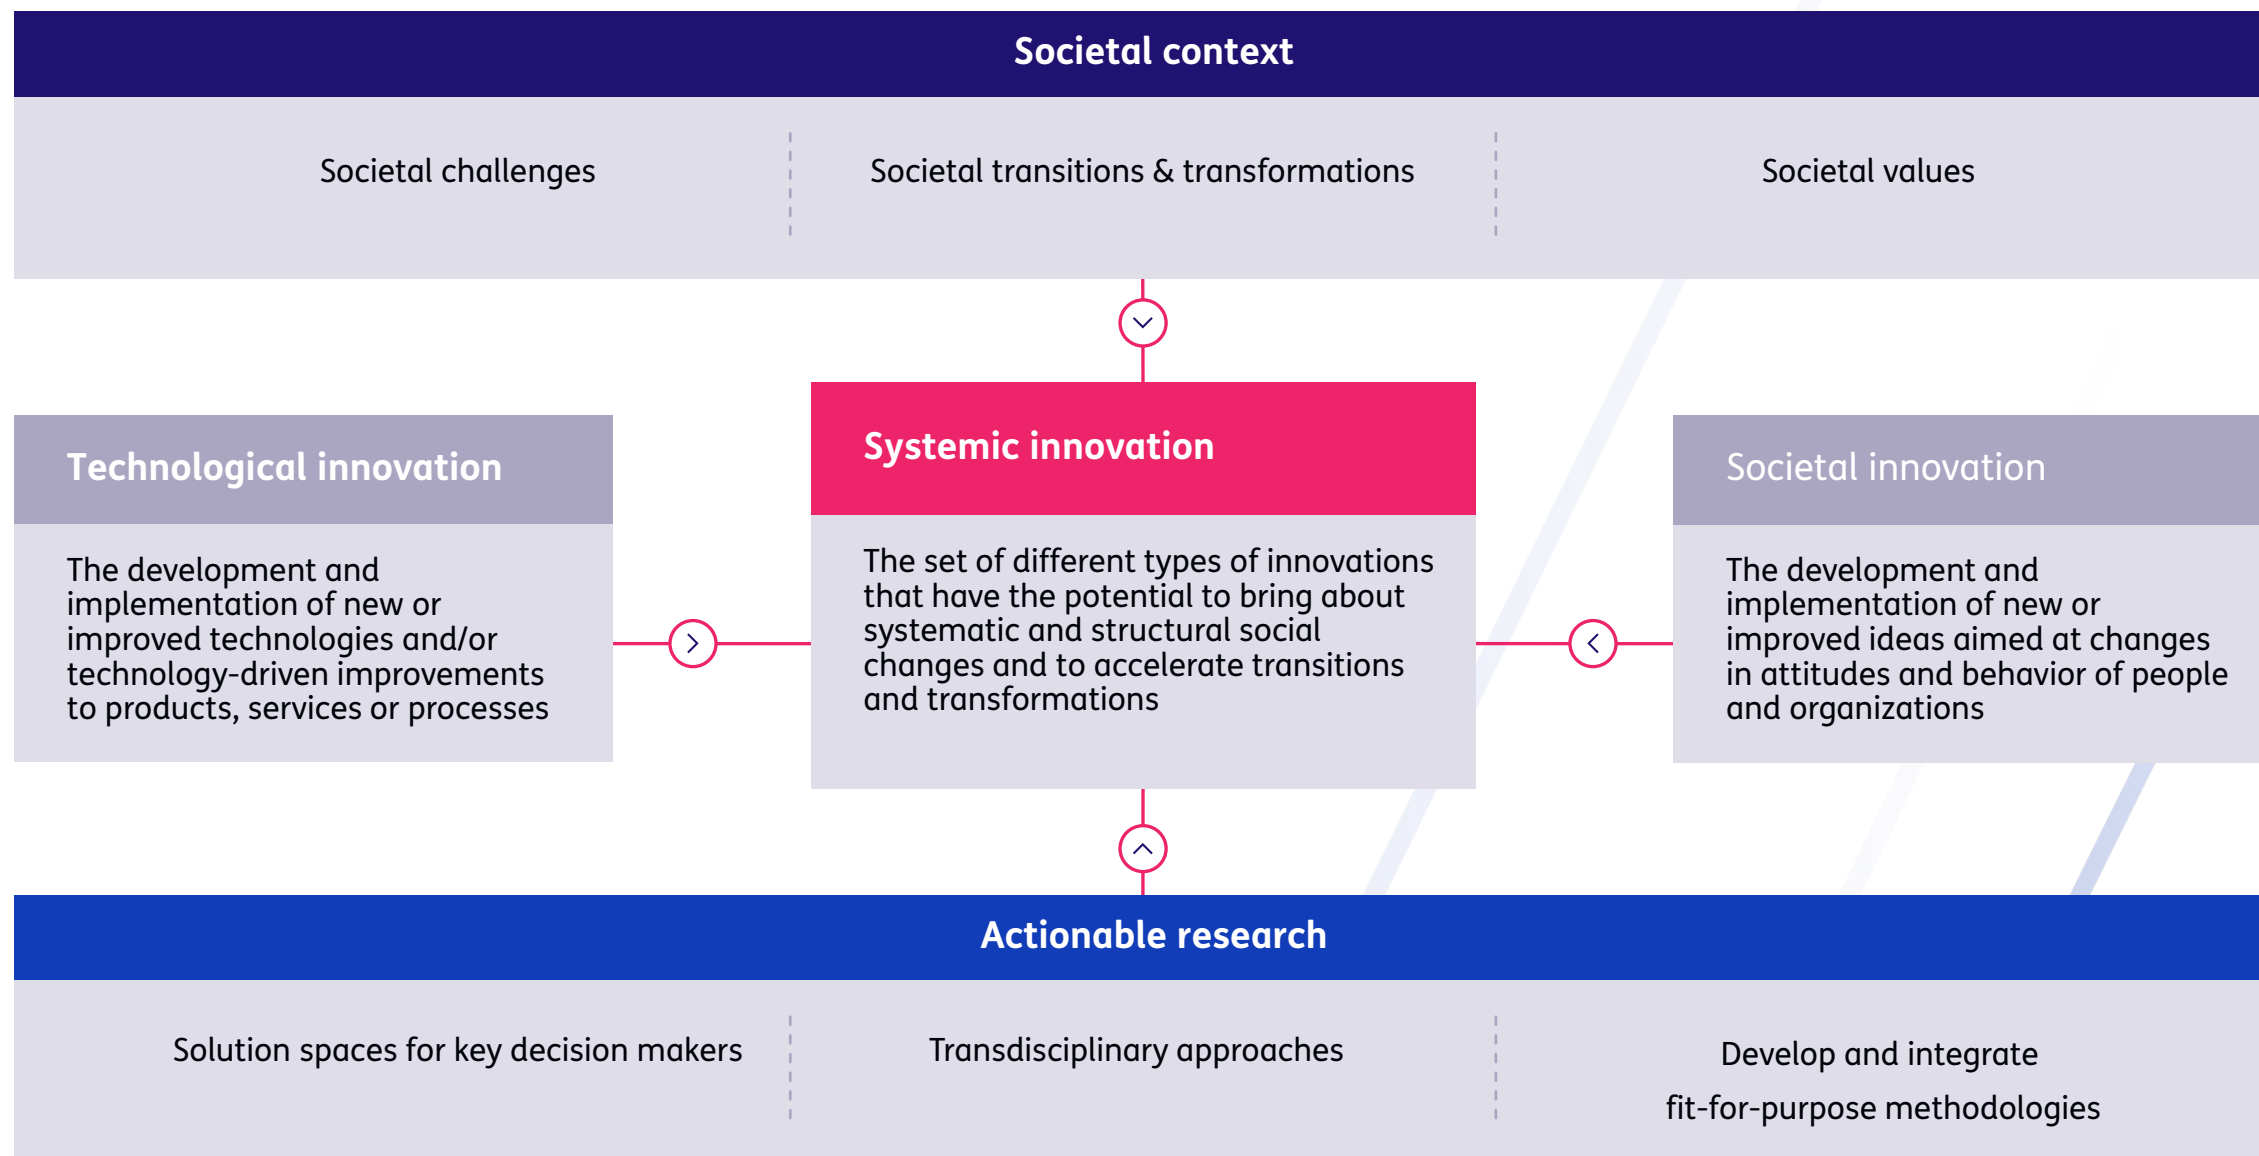 Societal context
Societal challenges
Societal transitions & transformations
Societal values
Technological innovation
The development and
implementation of new or
improved technologies and/or
technology-driven improvements
to products, services or processes
Systemic innovation
The set of different types of innovations
that have the potential to bring about
systematic and structural social
changes and to accelerate transitions
and transformations
Societal innovation
The development and
implementation of new or
improved ideas aimed at changes
in attitudes and behavior of people
and organizations
Actionable research
Solution spaces for key decision makers
Transdisciplinary approaches
Develop and integrate
fit-for-purpose methodologies